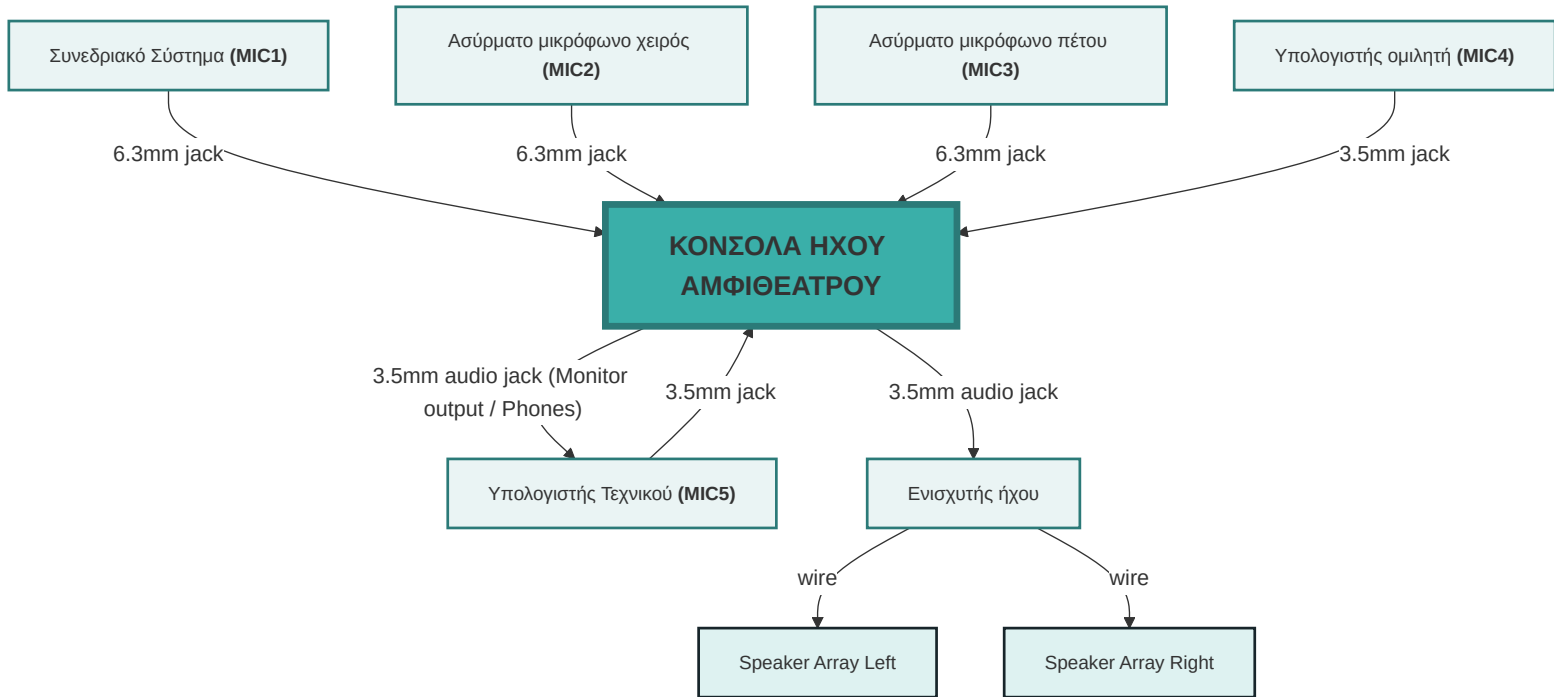 Συνεδριακό Σύστημα (MIC1)
Ασύρματο μικρόφωνο χειρός
(MIC2)
Ασύρματο μικρόφωνο πέτου
(MIC3)
Υπολογιστής ομιλητή (MIC4)
6.3mm jack
6.3mm jack
6.3mm jack
3.5mm jack
ΚΟΝΣΟΛΑ ΗΧΟΥ
ΑΜΦΙΘΕΑΤΡΟΥ
3.5mm audio jack (Monitor
output / Phones)
3.5mm jack
3.5mm audio jack
Υπολογιστής Τεχνικού (MIC5)
Ενισχυτής ήχου
wire
wire
Speaker Array Left
Speaker Array Right